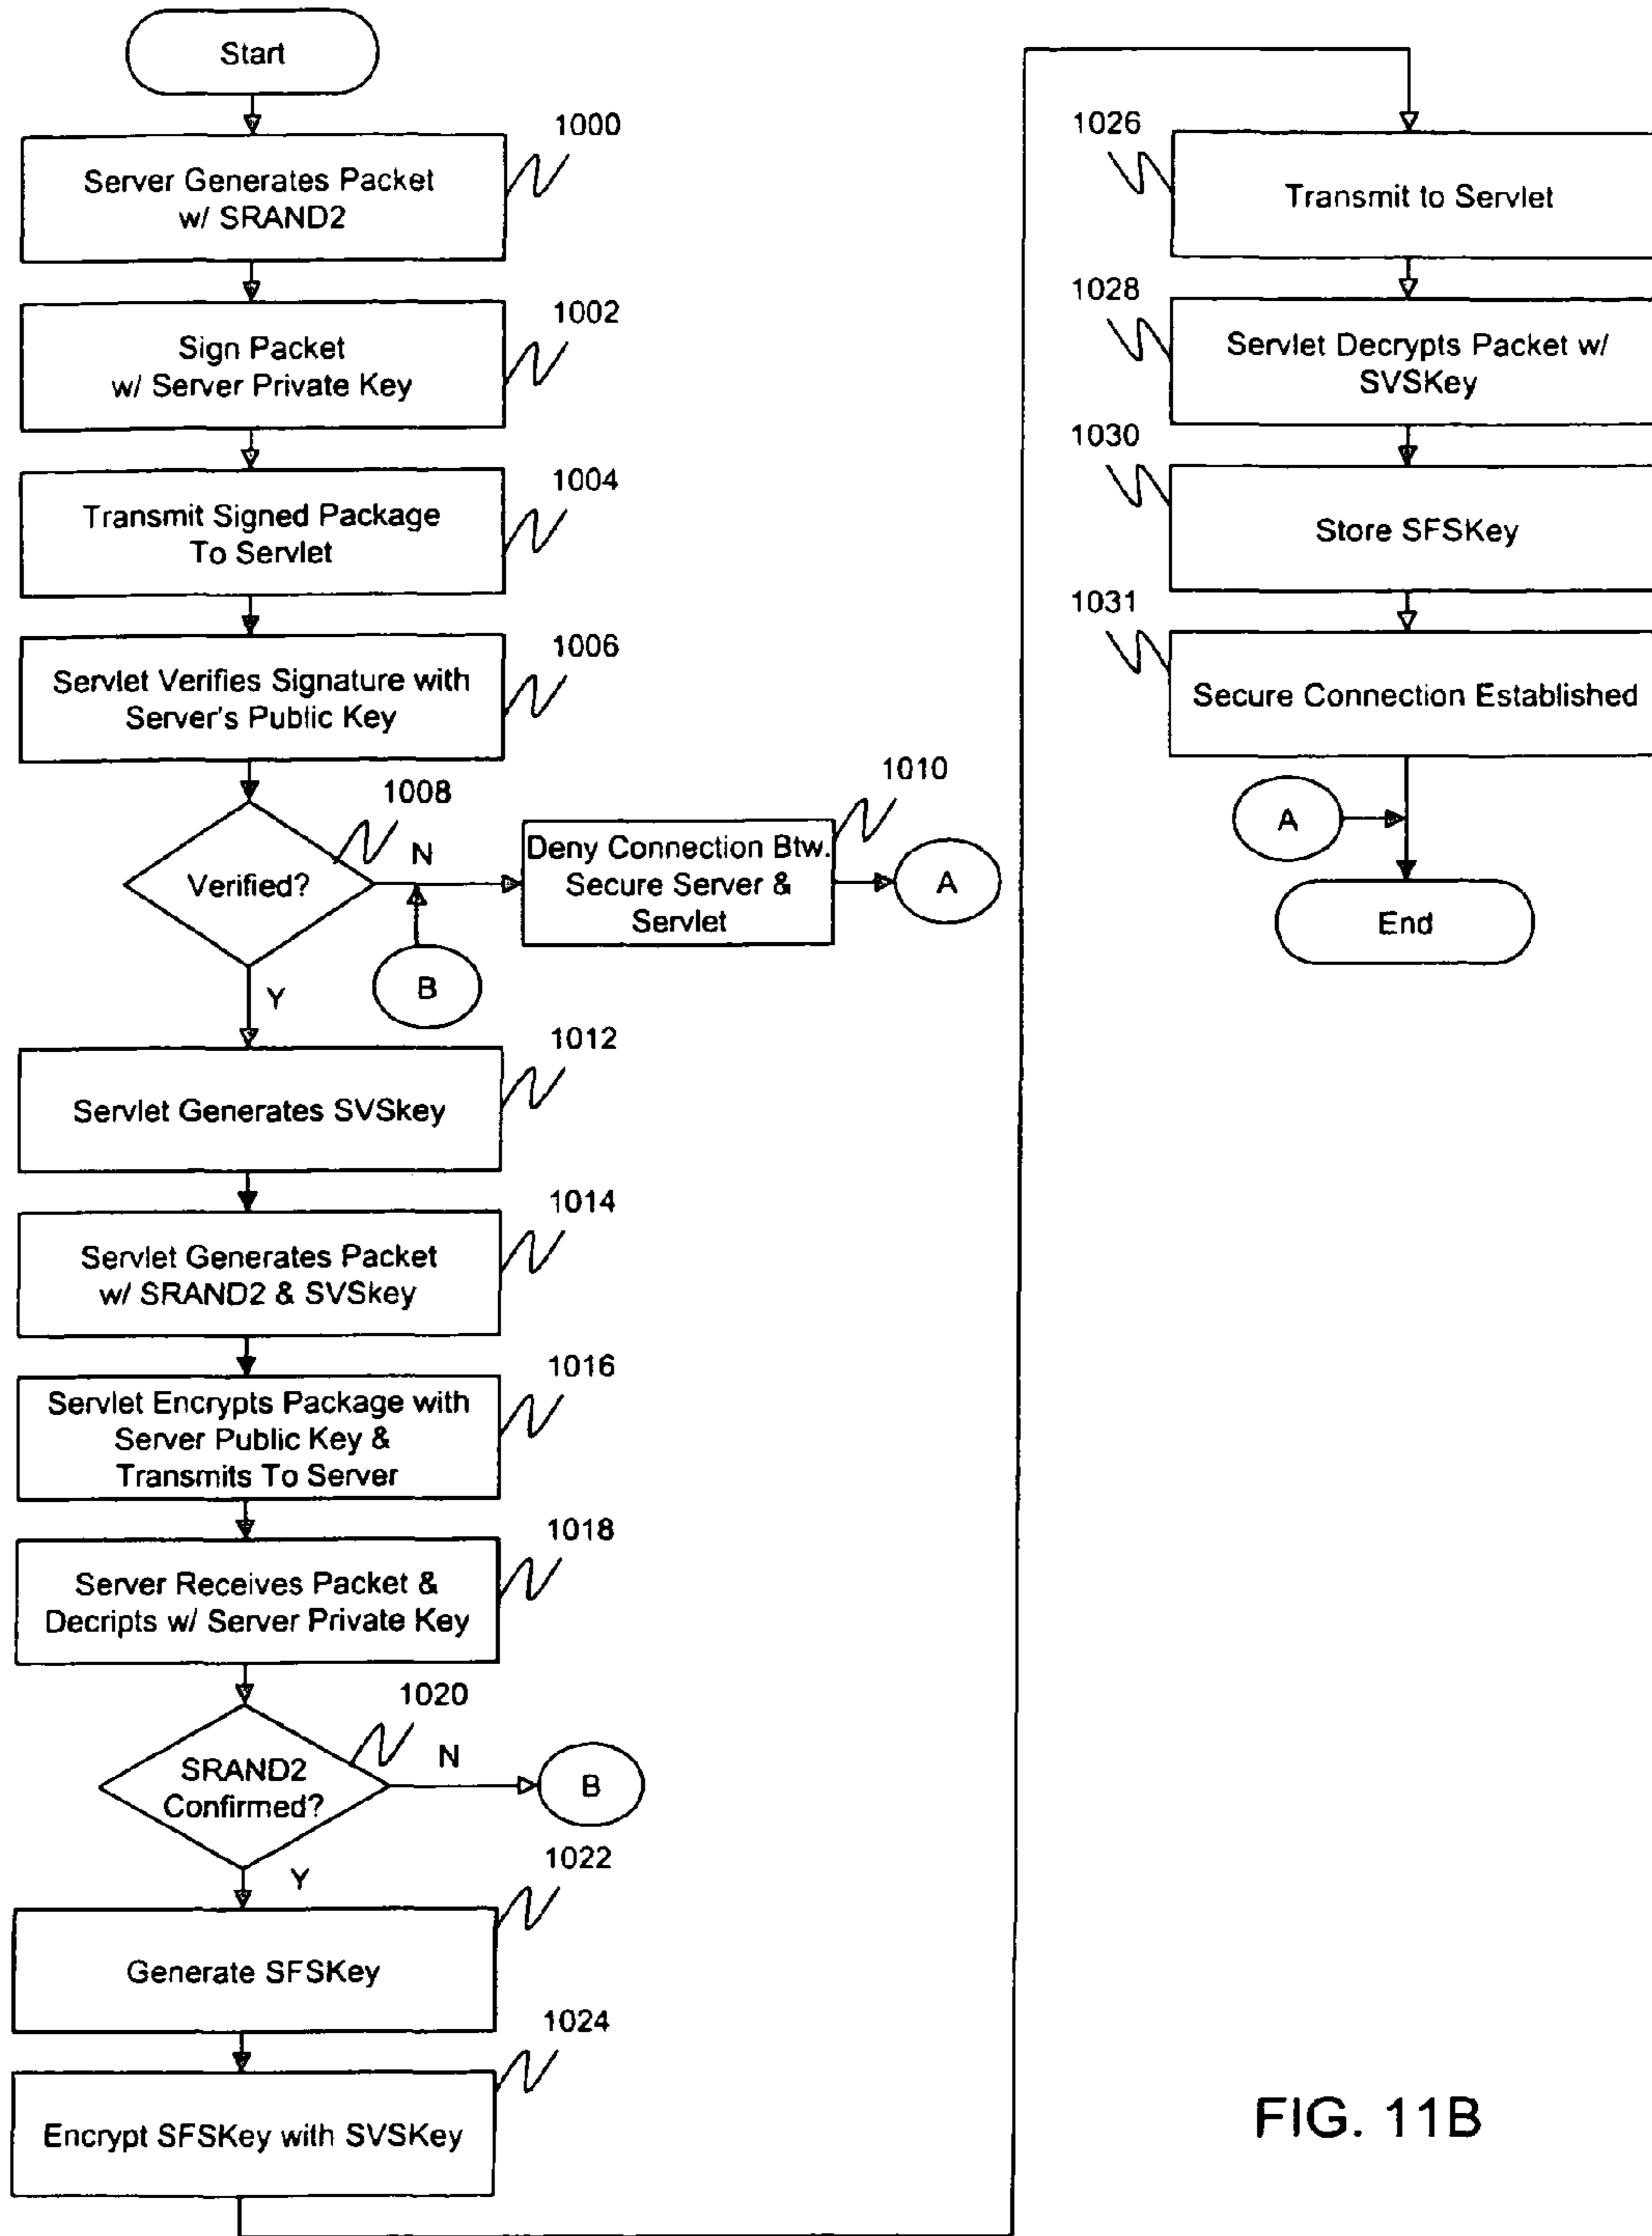 Start
1000
Server Generates Packet
w/ SRAND2
1002
Sign Packet
w/ Server Private Key
1004
Transmit Signed Package
To Servlet
1006
Servlet Verifies Signature with
Server's Public Key
1008
Verified?
N
1010
Deny Connection Btw.
Secure Server &
Servlet
A
B
Y
1012
Servlet Generates SVSkey
1014
Servlet Generates Packet
w/ SRAND2 & SVSkey
1016
Servlet Encrypts Package with
Server Public Key &
Transmits To Server
1018
Server Receives Packet &
Decripts w/ Server Private Key
1020
SRAND2
Confirmed?
N
B
Y
1022
Generate SFSKey
1024
Encrypt SFSKey with SVSKey
1026
Transmit to Servlet
1028
Servlet Decrypts Packet w/
SVSKey
1030
Store SFSKey
1031
Secure Connection Established
A
End
FIG. 11B